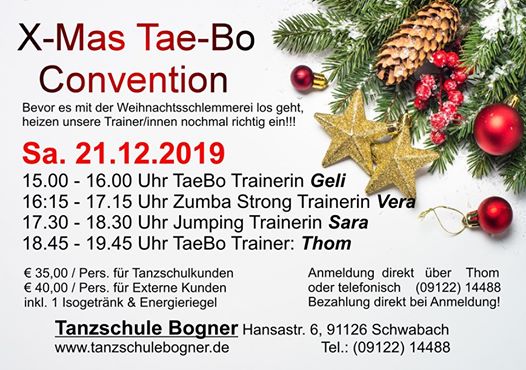 X-Mas Tae-Bo
Convention
Bevor es mit der Weihnachtsschlemmerei los geht,
heizen unsere Trainer/innen nochmal richtig ein!!!
Sa. 21.12.2019
15.00 - 16.00 Uhr TaeBo Trainerin Geli
16:15 - 17.15 Uhr Zumba Strong Trainerin Vera
17.30 - 18.30 Uhr Jumping Trainerin Sara
18.45 - 19.45 Uhr TaeBo Trainer: Thom
€ 35,00 / Pers. für Tanzschulkunden
€ 40,00 / Pers. für Externe Kunden
inkl. 1 Isogetränk & Energieriegel
Anmeldung direkt über Thom
oder telefonisch (09122) 14488
Bezahlung direkt bei Anmeldung!
Tanzschule Bogner Hansastr. 6, 91126 Schwabach
www.tanzschulebogner.de Tel.: (09122) 14488